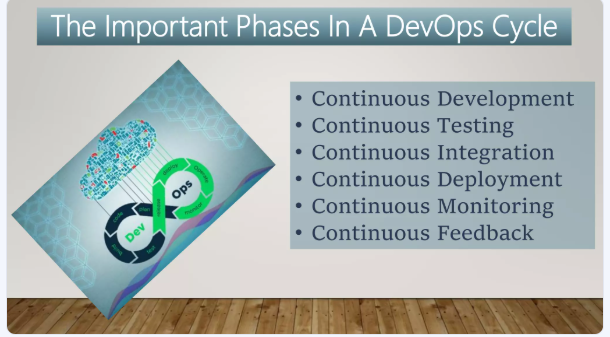 The Important Phases In A DevOps Cycle
• Continuous Development
• Continuous Testing
• Continuous Integration
• Continuous Deployment
• Continuous Monitoring
• Continuous Feedback
Dev
Ops